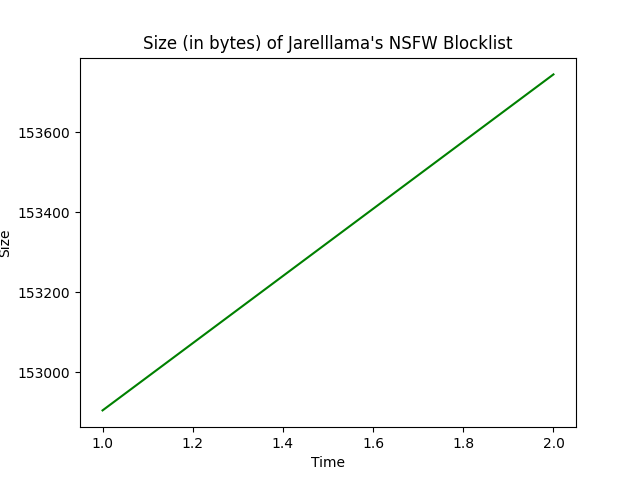 Size (in bytes) of Jarelllama's NSFW Blocklist
153600
153400
153200
153000
Size
1.0 1.2 1.4 1.6 1.8 2.0
Time